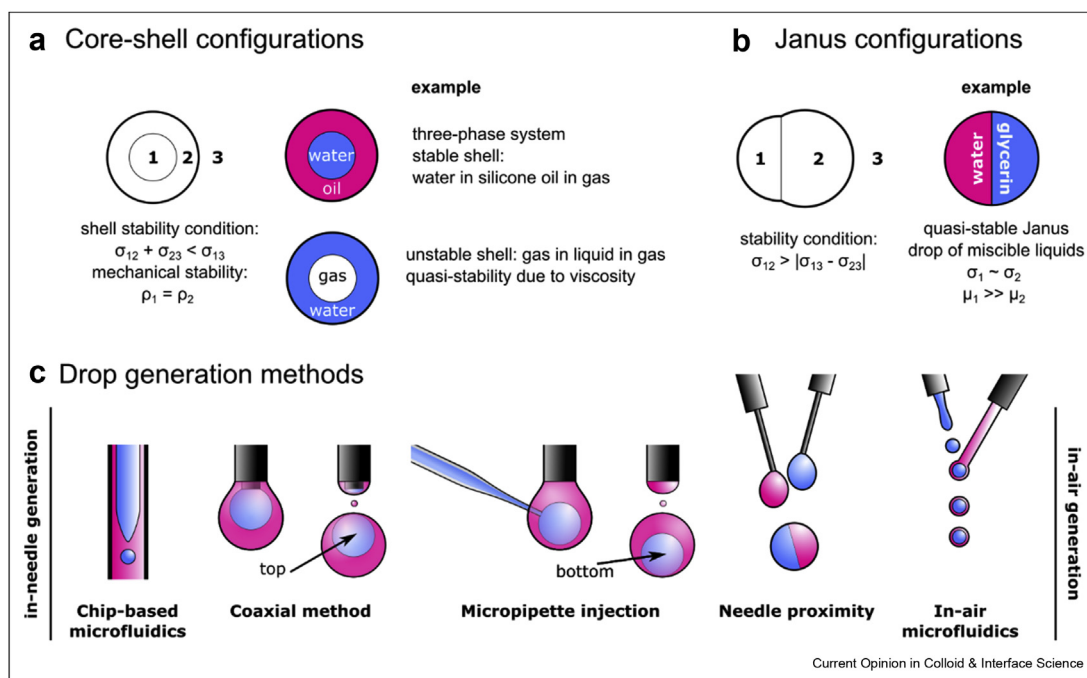 a Core-shell configurations
1 2 3
water
oil
example
three-phase system
stable shell:
water in silicone oil in gas
shell stability condition:
σ12 + σ23 < σ13
mechanical stability:
ρ1 = ρ2
gas
water
unstable shell: gas in liquid in gas
quasi-stability due to viscosity
b Janus configurations
1 2 3
stability condition:
σ12 > |σ13 - σ23|
example
water
glycerin
quasi-stable Janus
drop of miscible liquids
σ1 ~ σ2
μ1 >> μ2
c Drop generation methods
in-needle generation
Chip-based
microfluidics
top
Coaxial method
bottom
Micropipette injection
Needle proximity
In-air
microfluidics
in-air generation
Current Opinion in Colloid & Interface Science